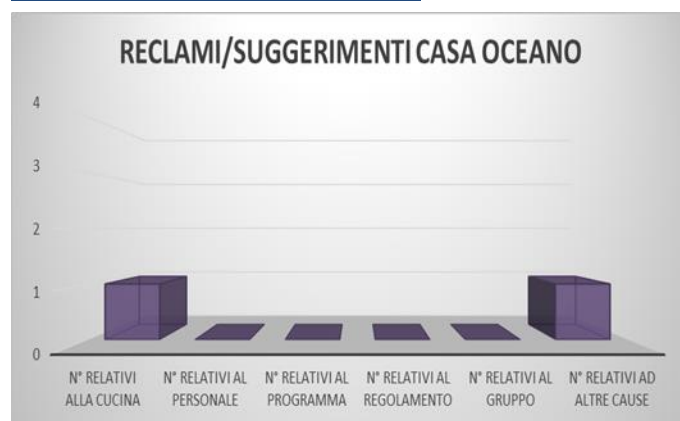 RECLAMI/SUGGERIMENTI CASA OCEANO
4
3
2
1
0
N° RELATIVI ALLA CUCINA
N° RELATIVI AL PERSONALE
N° RELATIVI AL PROGRAMMA
N° RELATIVI AL REGOLAMENTO
N° RELATIVI AL GRUPPO
N° RELATIVI AD ALTRE CAUSE